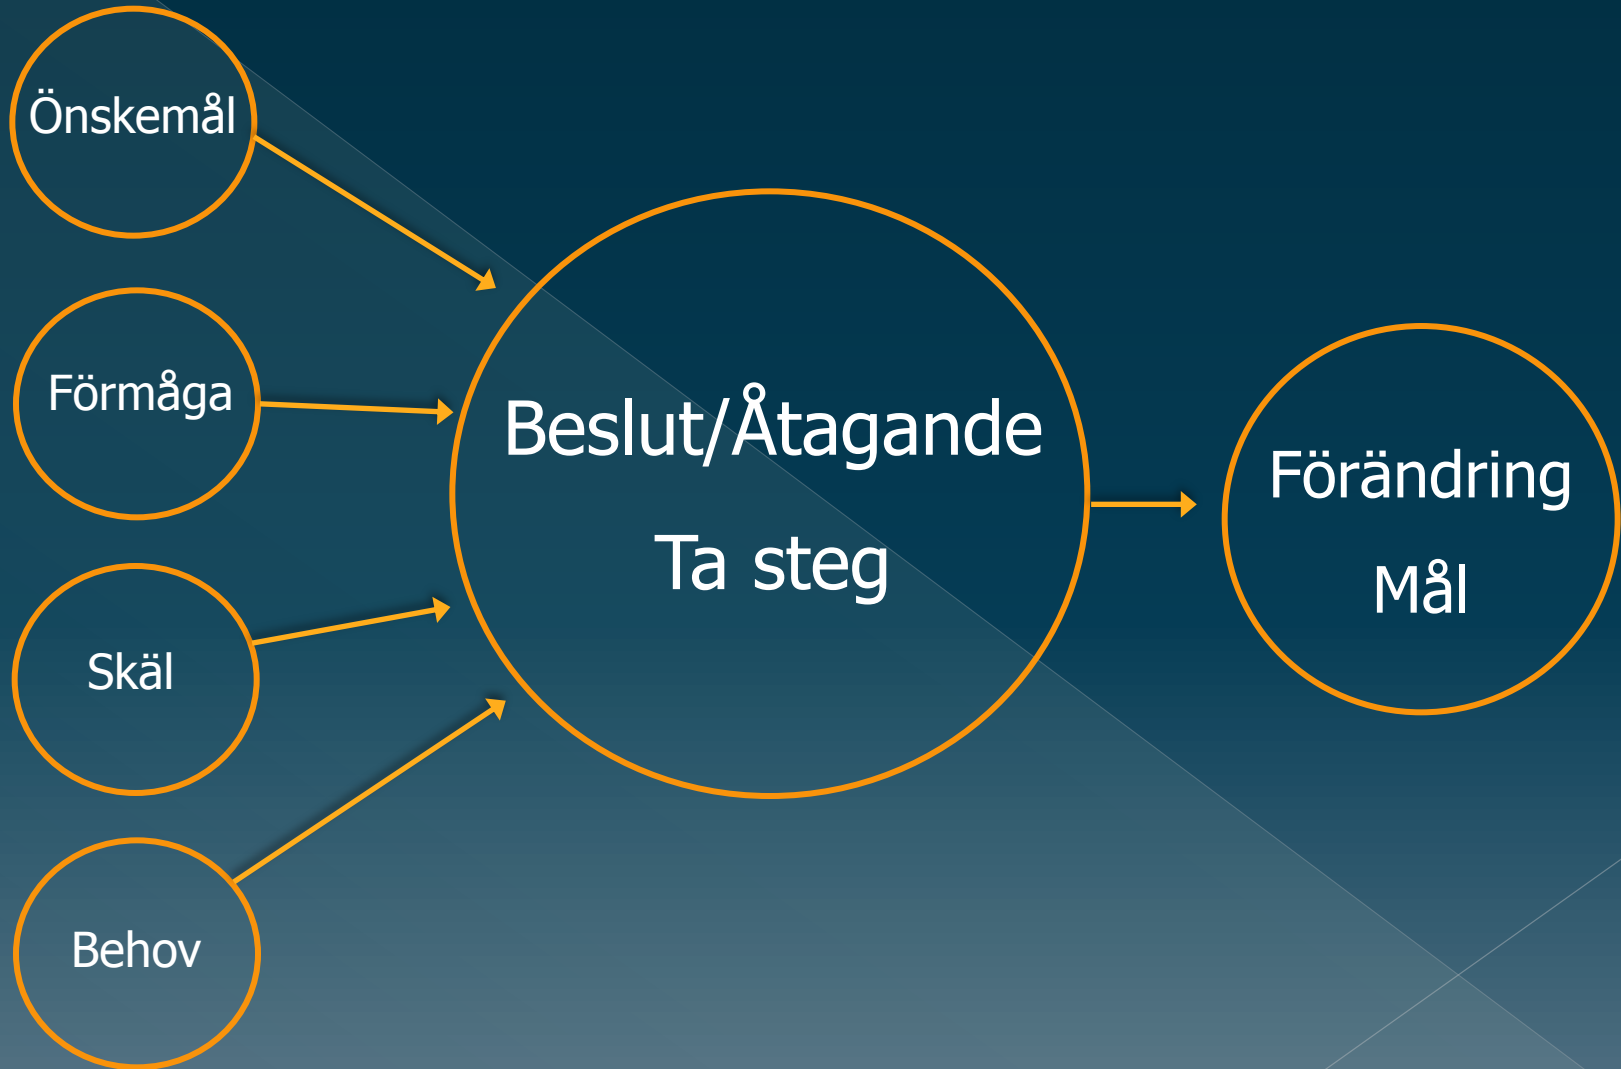 Önskemål
Förmåga
Skäl
Behov
Beslut/Åtagande
Ta steg
Förändring
Mål